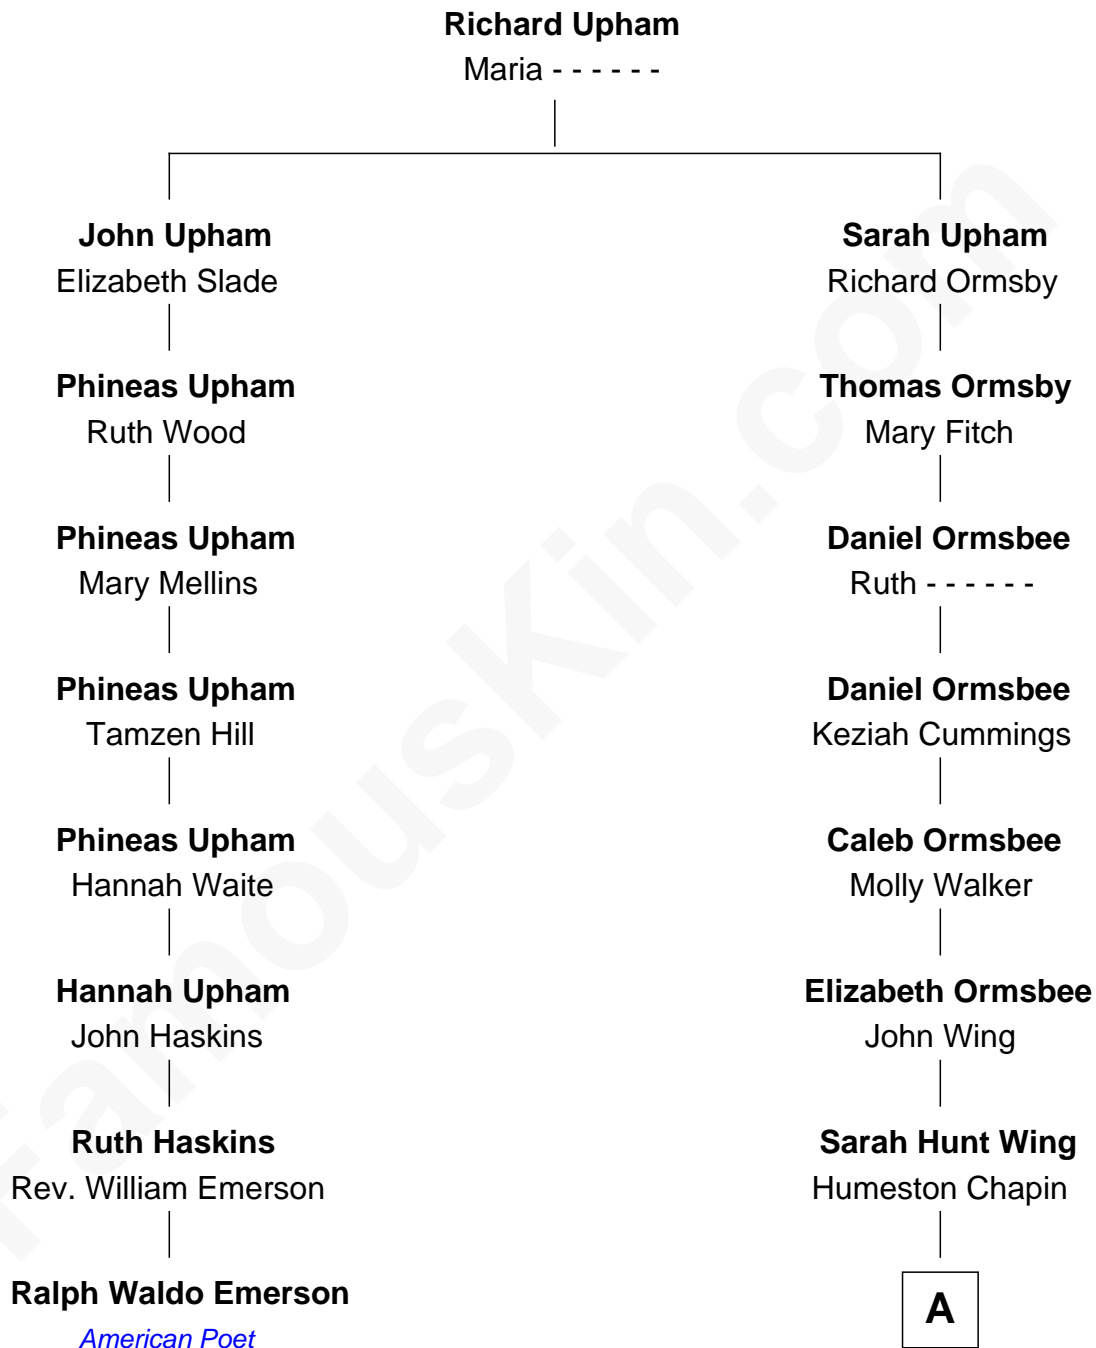 Richard Upham
Maria - - - - - -
John Upham
Elizabeth Slade
Sarah Upham
Richard Ormsby
Phineas Upham
Ruth Wood
Thomas Ormsby
Mary Fitch
Phineas Upham
Mary Mellins
Daniel Ormsbee
Ruth - - - - - -
Phineas Upham
Tamzen Hill
Daniel Ormsbee
Keziah Cummings
Phineas Upham
Hannah Waite
Caleb Ormsbee
Molly Walker
Hannah Upham
John Haskins
Elizabeth Ormsbee
John Wing
Ruth Haskins
Rev. William Emerson
Sarah Hunt Wing
Humeston Chapin
Ralph Waldo Emerson
American Poet
A
FamousKin.com